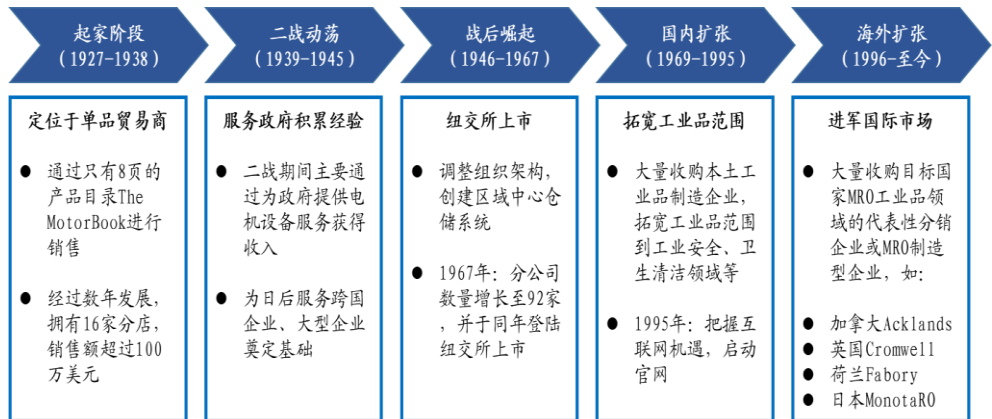 起家阶段
(1927-1938)
二战动荡
(1939-1945)
战后崛起
(1946-1967)
国内扩张
(1969-1995)
海外扩张
(1996-至今)
定位于单品贸易商
● 通过只有8页的
产品目录The
MotorBook进行
销售
● 经过数年发展,
拥有16家分店,
销售额超过100
万美元
服务政府积累经验
● 二战期间主要通
过为政府提供电
机设备服务获得
收入
● 为日后服务跨国
企业、大型企业
奠定基础
纽交所上市
● 调整组织架构,
创建区域中心仓
储系统
● 1967年:分公司
数量增长至92家
,并于同年登陆
纽交所上市
拓宽工业品范围
● 大量收购本土工
业品制造企业,
拓宽工业品范围
到工业安全、卫
生清洁领域等
● 1995年:把握互
联网机遇,启动
官网
进军国际市场
● 大量收购目标国
家MRO工业品领
域的代表性分销
企业或MRO制造
型企业,如:
● 加拿大Acklands
● 英国Cromwell
● 荷兰Fabory
● 日本MonotaRO